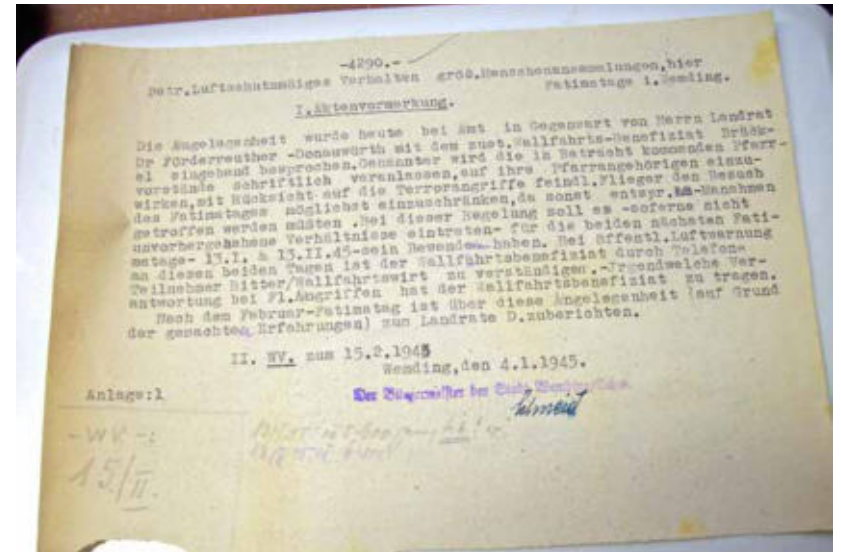 -4290.-
Betr.Luftschutzmäßiges Verhalten größ.Menschenansammlungen,hier
Fatimatage i.Wemding.
I.Aktenvormerkung.
Die Angelegenheit wurde heute bei Amt in Gegenwart von Herrn Landrat
Dr Förderreuther -Donauwörth mit dem zust.Wallfahrts-Benefiziat Brück-
el eingehend besprochen.Genannter wird die in Betracht kommenden Pfarr-
vorstände schriftlich veranlassen,auf ihre Pfarrangehörigen einzu-
wirken,mit Rücksicht auf die Terrorangriffe feindl.Flieger den Besuch
des Fatimatages möglichst einzuschränken,da sonst entspr. Maßnahmen
getroffen werden müßten .Bei dieser Regelung soll es -soferne nicht
unvorhergehsehene Verhältnisse eintreten- für die beiden nächsten Fati-
matage- 13.I. & 13.II.45-sein Bewenden haben. Bei öffentl.Luftwarnung
an diesen beiden Tagen ist der Wallfahrtsbenefiziat durch Telefon-
Teilnehmer Ritter/Wallfahrtswirt zu verständigen.-Irgendwelche Ver-
antwortung bei Fl.Angriffen hat der Wallfahrtsbenefiziat zu tragen.
Nach dem Februar-Fatimatag ist über diese Angelegenheit (auf Grund
der gemachten Erfahrungen) zum Landrate D.zuberichten.
II. WV. zum 15.2.1945
Wemding,den 4.1.1945.
Anlage:1
Der Bürgermeister der Stadt Wemding
- WV -:
15/II.